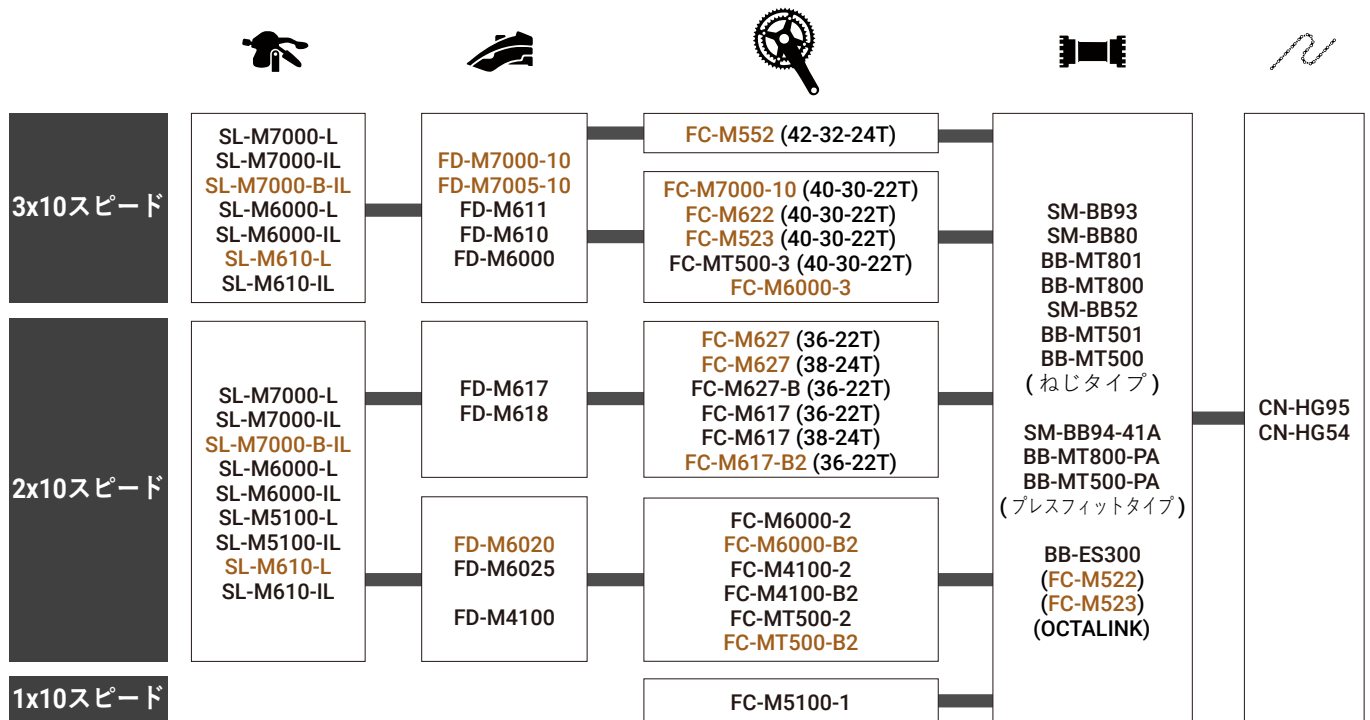 3x10スピード
SL-M7000-L
SL-M7000-IL
SL-M7000-B-IL
SL-M6000-L
SL-M6000-IL
SL-M610-L
SL-M610-IL
FD-M7000-10
FD-M7005-10
FD-M611
FD-M610
FD-M6000
FC-M552 (42-32-24T)
FC-M7000-10 (40-30-22T)
FC-M622 (40-30-22T)
FC-M523 (40-30-22T)
FC-MT500-3 (40-30-22T)
FC-M6000-3
2x10スピード
SL-M7000-L
SL-M7000-IL
SL-M7000-B-IL
SL-M6000-L
SL-M6000-IL
SL-M5100-L
SL-M5100-IL
SL-M610-L
SL-M610-IL
FD-M617
FD-M618
FC-M627 (36-22T)
FC-M627 (38-24T)
FC-M627-B (36-22T)
FC-M617 (36-22T)
FC-M617 (38-24T)
FC-M617-B2 (36-22T)
FD-M6020
FD-M6025
FD-M4100
FC-M6000-2
FC-M6000-B2
FC-M4100-2
FC-M4100-B2
FC-MT500-2
FC-MT500-B2
1x10スピード
FC-M5100-1
SM-BB93
SM-BB80
BB-MT801
BB-MT800
SM-BB52
BB-MT501
BB-MT500
(ねじタイプ)
SM-BB94-41A
BB-MT800-PA
BB-MT500-PA
(プレスフィットタイプ)
BB-ES300
(FC-M522)
(FC-M523)
(OCTALINK)
CN-HG95
CN-HG54